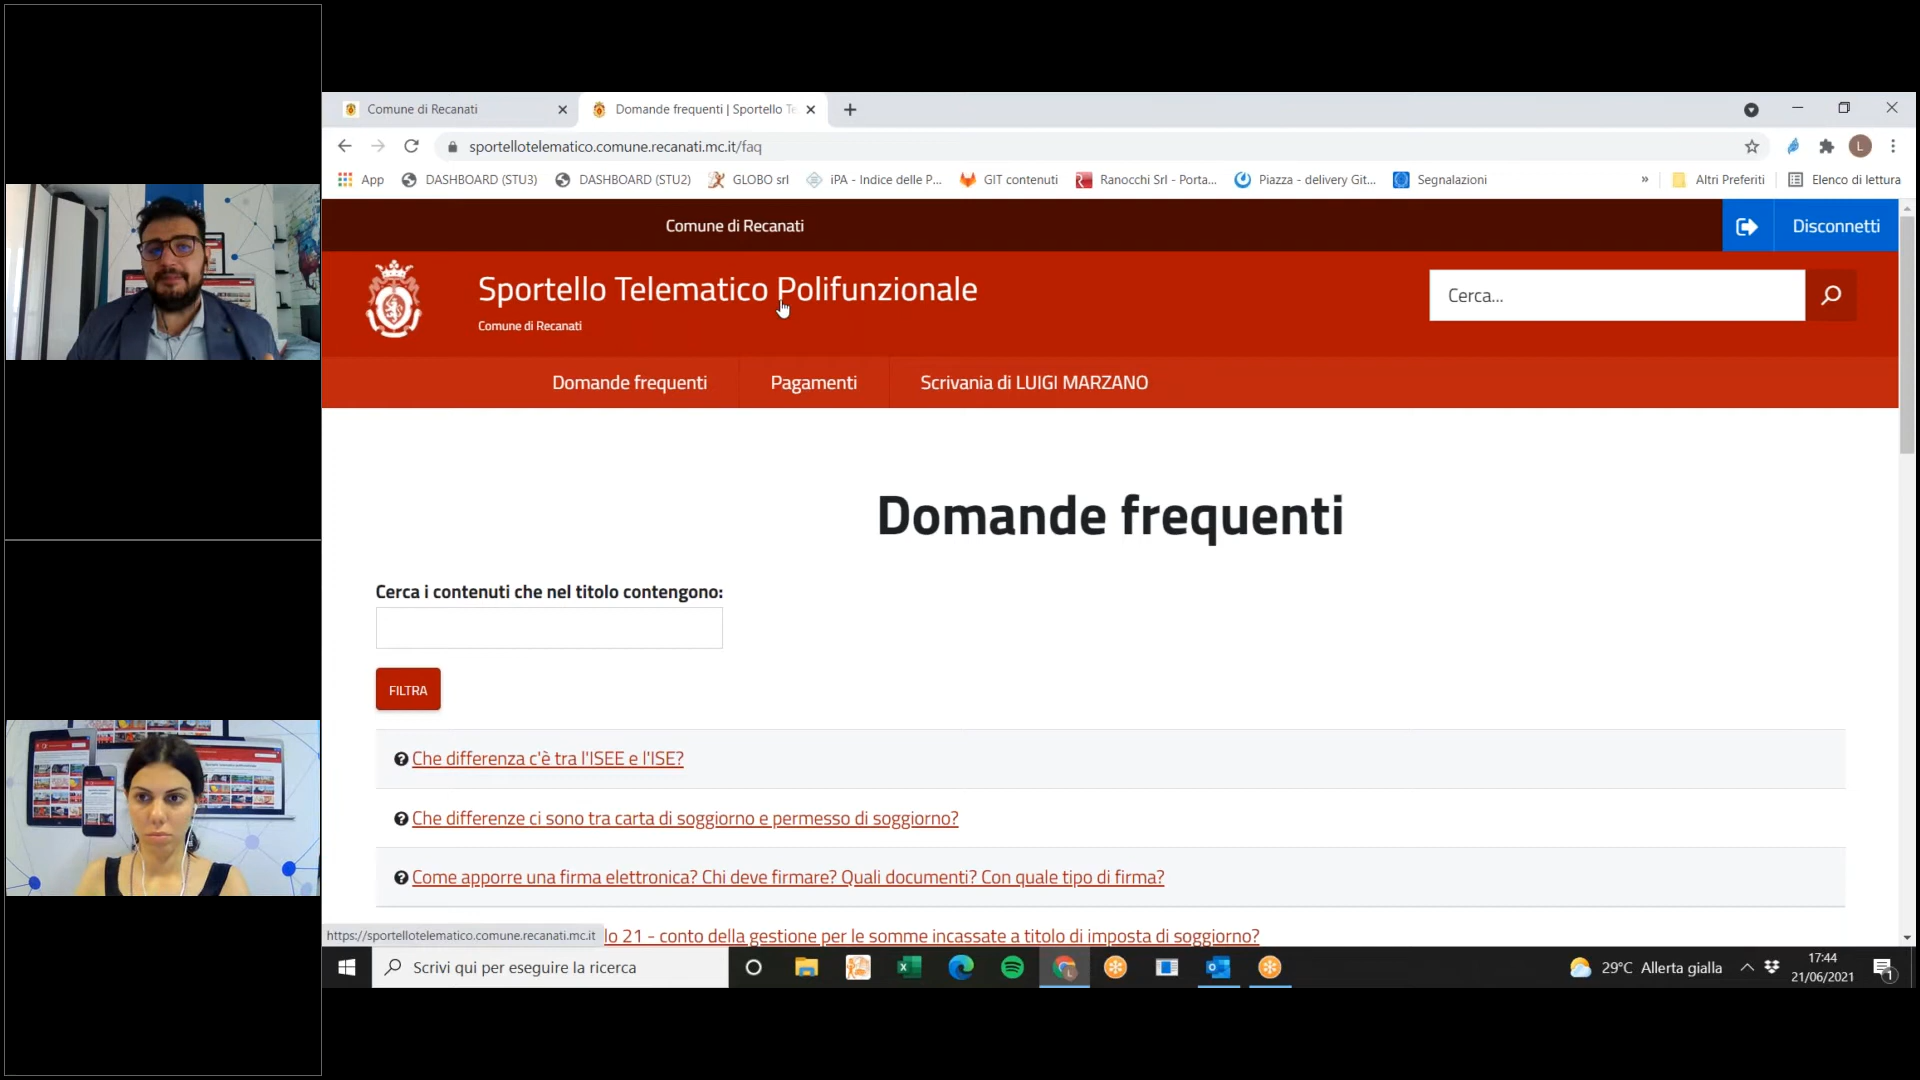 Comune di Recanati
Domande frequenti | Sportello Te
sportellotelematico.comune.recanati.mc.it/faq
L
App
DASHBOARD (STU3)
DASHBOARD (STU2)
GLOBO srl
iPA - Indice delle P...
GIT contenuti
Ranocchi Srl - Porta...
Piazza - delivery Git...
Segnalazioni
»
Altri Preferiti
Elenco di lettura
Comune di Recanati
Disconnetti
Sportello Telematico Polifunzionale
Comune di Recanati
Cerca...
Domande frequenti
Pagamenti
Scrivania di LUIGI MARZANO
Domande frequenti
Cerca i contenuti che nel titolo contengono:
FILTRA
Che differenza c'è tra l'ISEE e l'ISE?
Che differenze ci sono tra carta di soggiorno e permesso di soggiorno?
Come apporre una firma elettronica? Chi deve firmare? Quali documenti? Con quale tipo di firma?
https://sportellotelematico.comune.recanati.mc.it
lo 21 - conto della gestione per le somme incassate a titolo di imposta di soggiorno?
Scrivi qui per eseguire la ricerca
29°C Allerta gialla
17:44
21/06/2021
1